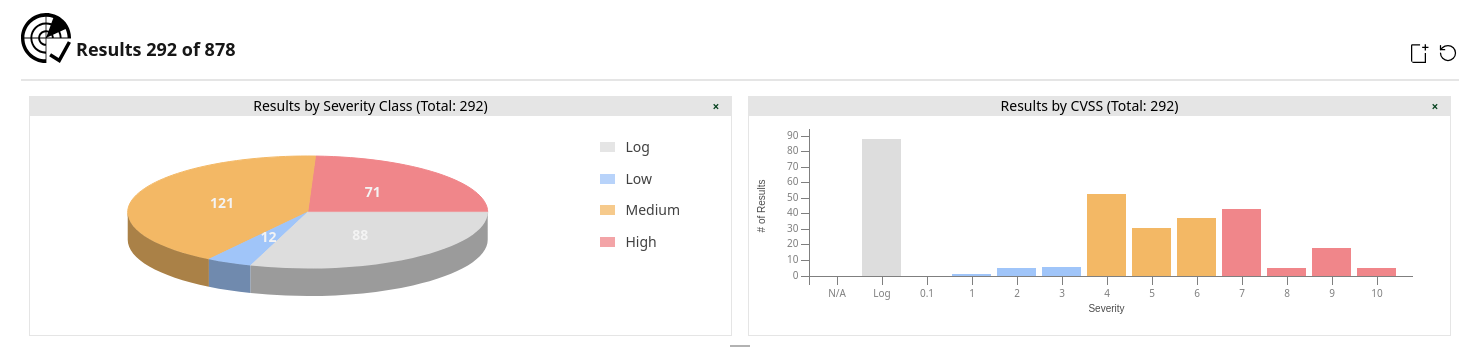 Results 292 of 878
Results by Severity Class (Total: 292) ×
121
71
12
88
Log
Low
Medium
High
Results by CVSS (Total: 292) ×
# of Results
90
80
70
60
50
40
30
20
10
0
N/A Log 0.1 1 2 3 4 5 6 7 8 9 10
Severity